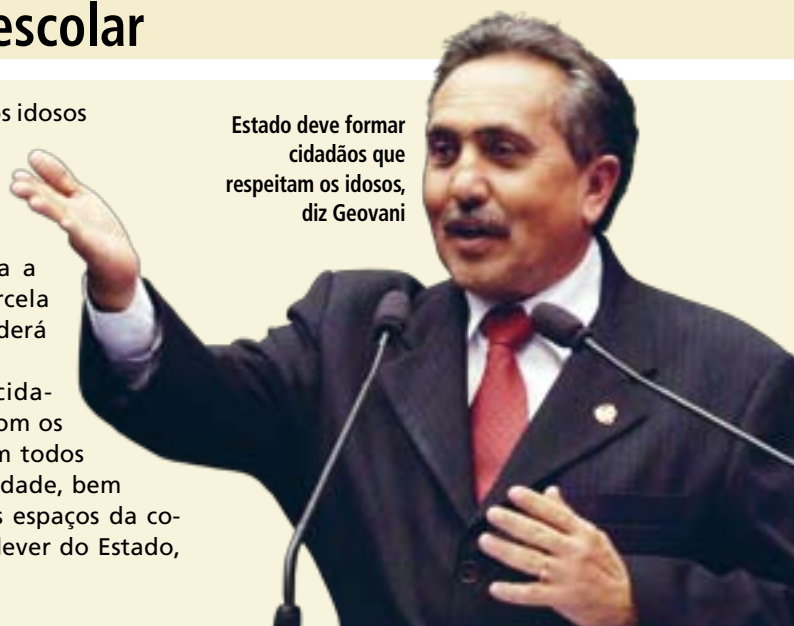 escolar
s idosos
Estado deve formar
cidadãos que
respeitam os idosos,
diz Geovani
a a
rcela
derá
cida-
om os
m todos
dade, bem
s espaços da co-
lever do Estado,